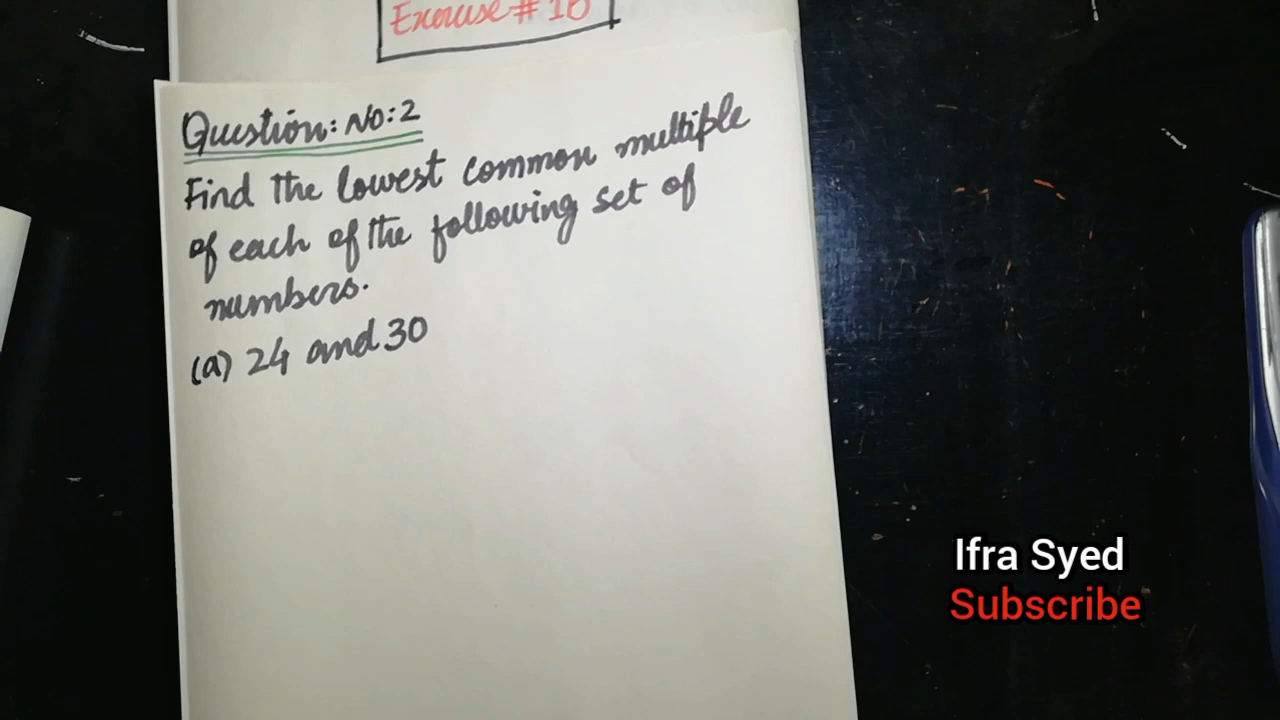 Exercise # 1B
Question: No: 2
Find the lowest common multiple
of each of the following set of
numbers.
(a) 24 and 30
Ifra Syed
Subscribe